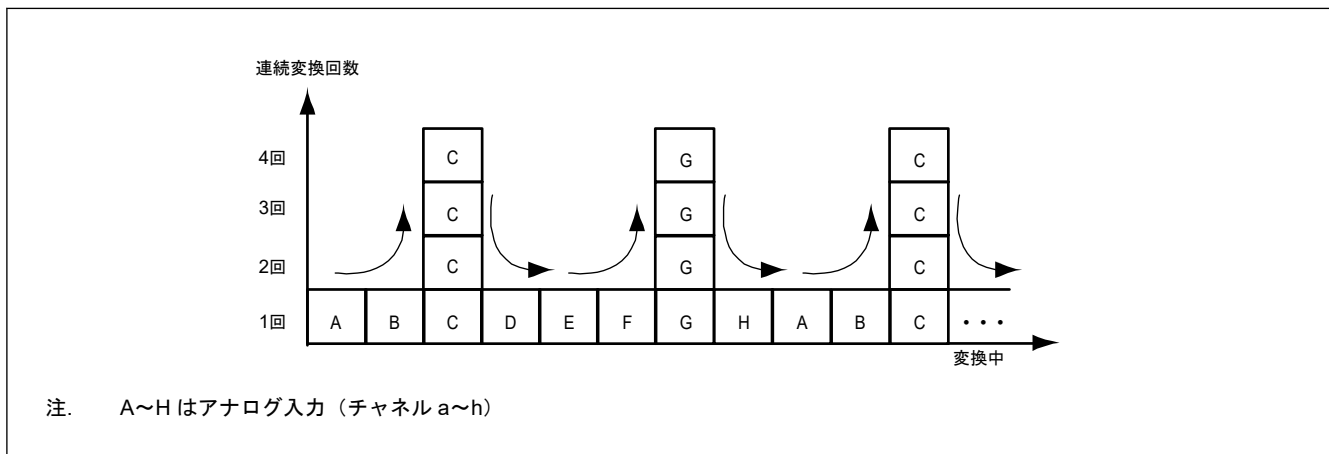 連続変換回数
4回 C G C
3回 C G C
2回 C G C
1回 A B C D E F G H A B C ・・・
変換中
注. A～H はアナログ入力（チャネル a～h）